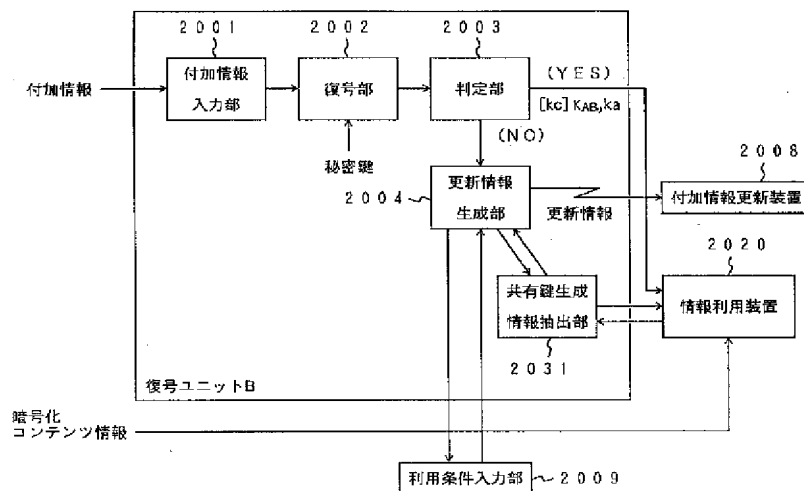 2001
2002
2003
付加情報
付加情報
入力部
復号部
判定部
(YES)
[kc]KAB,ka
(NO)
秘密鍵
2008
2004
更新情報
生成部
更新情報
付加情報更新装置
2020
共有鍵生成
情報抽出部
情報利用装置
2031
復号ユニットB
暗号化
コンテンツ情報
利用条件入力部
2009